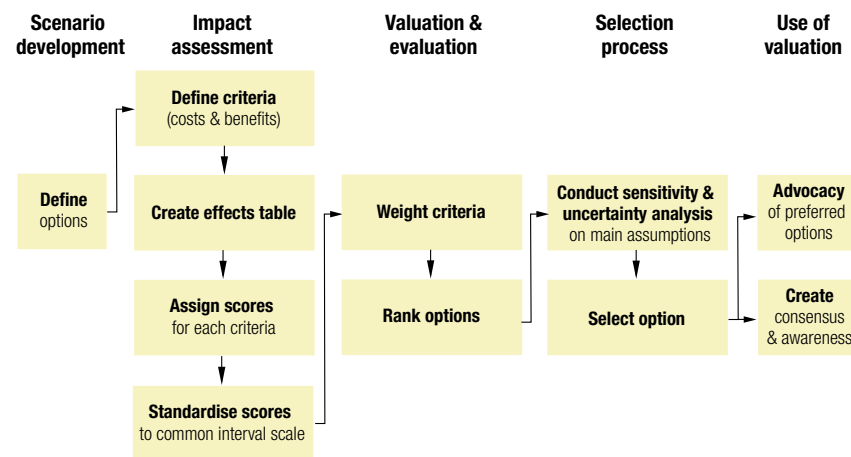 Scenario
development
Impact
assessment
Valuation &
evaluation
Selection
process
Use of
valuation
Define
options
Define criteria
(costs & benefits)
Create effects table
Assign scores
for each criteria
Standardise scores
to common interval scale
Weight criteria
Rank options
Conduct sensitivity &
uncertainty analysis
on main assumptions
Select option
Advocacy
of preferred
options
Create
consensus
& awareness